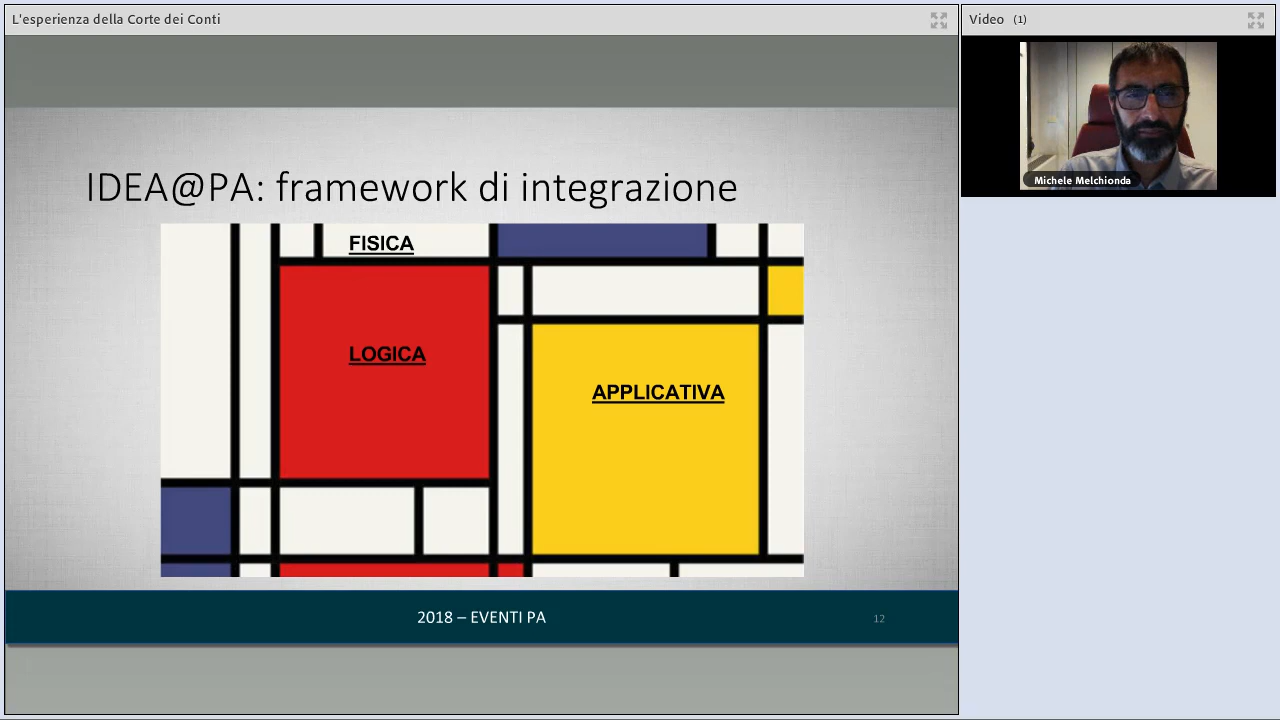 L'esperienza della Corte dei Conti
Video (1)
Michele Melchionda
IDEA@PA: framework di integrazione
FISICA
LOGICA
APPLICATIVA
2018 – EVENTI PA
12